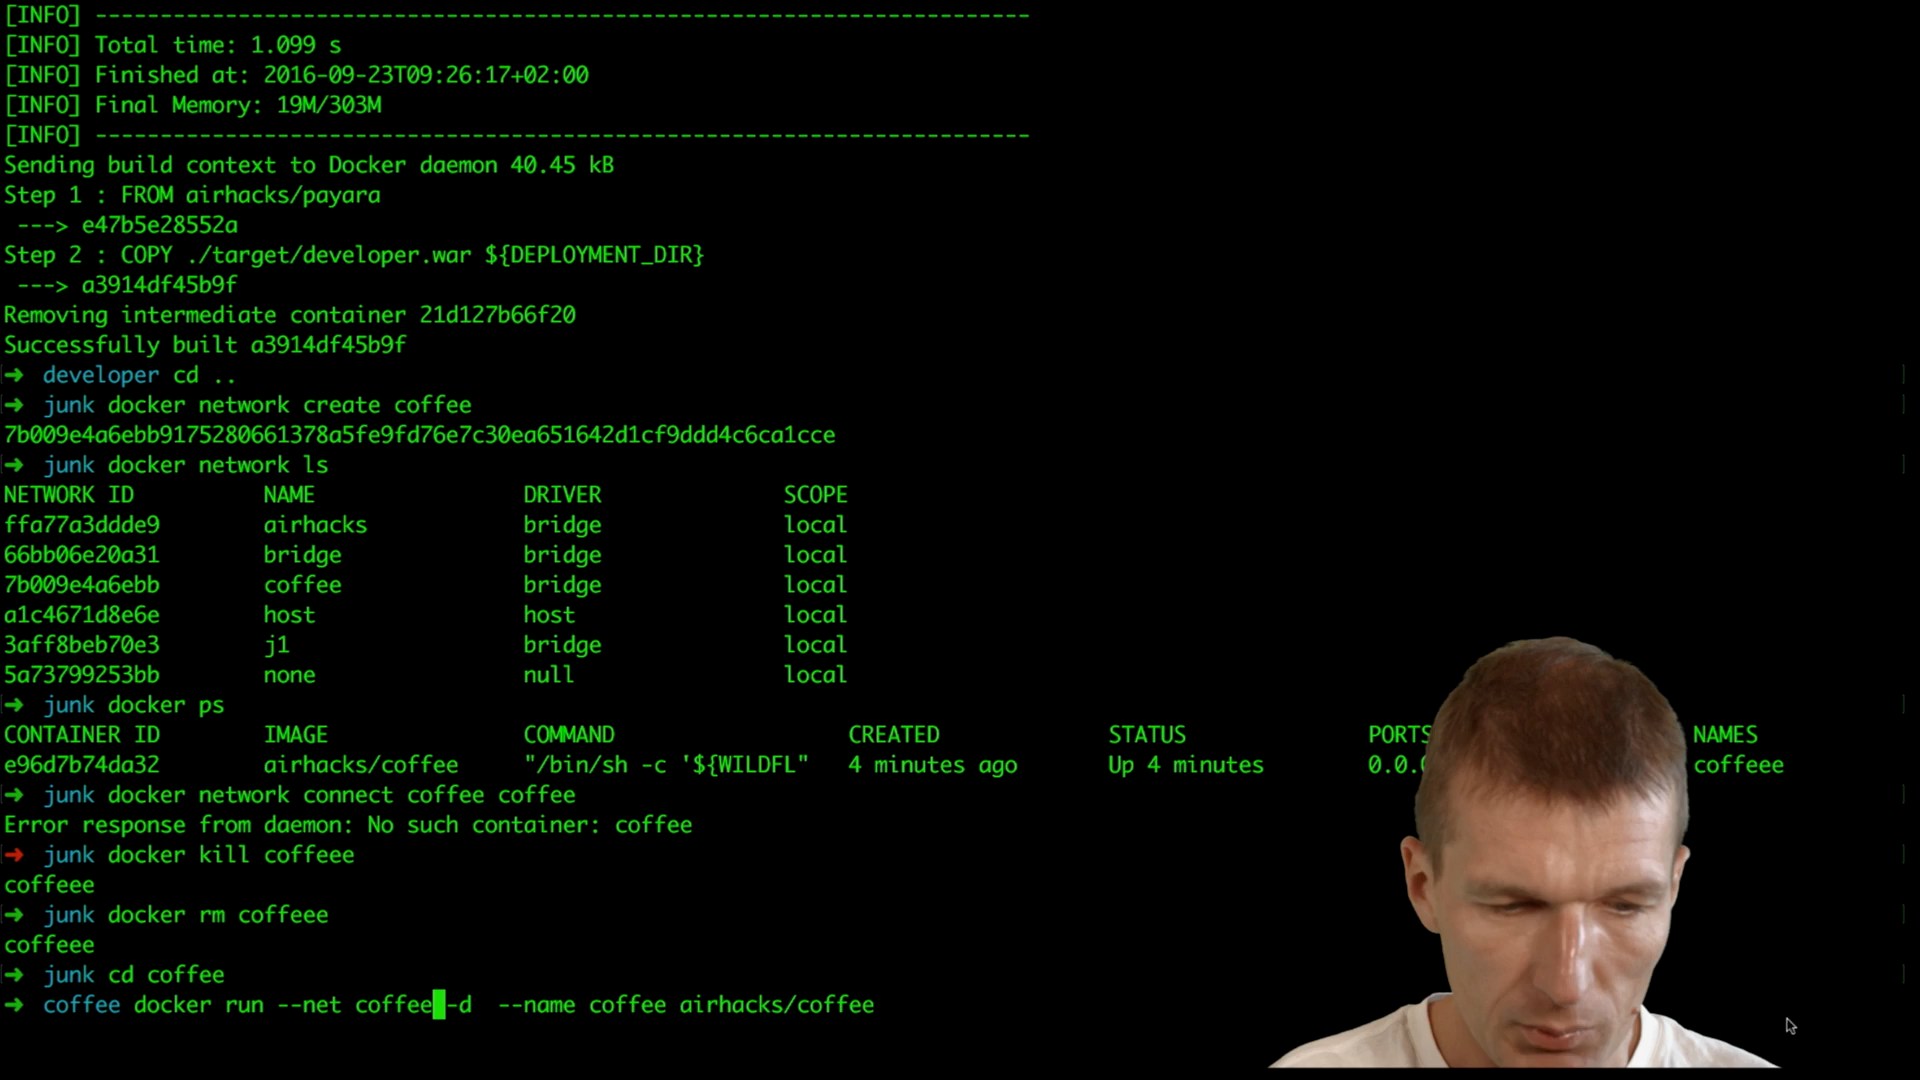 [INFO] ------------------------------------------------------------------------
[INFO] Total time: 1.099 s
[INFO] Finished at: 2016-09-23T09:26:17+02:00
[INFO] Final Memory: 19M/303M
[INFO] ------------------------------------------------------------------------
Sending build context to Docker daemon 40.45 kB
Step 1 : FROM airhacks/payara
 ---> e47b5e28552a
Step 2 : COPY ./target/developer.war ${DEPLOYMENT_DIR}
 ---> a3914df45b9f
Removing intermediate container 21d127b66f20
Successfully built a3914df45b9f
➜ developer cd ..
➜ junk docker network create coffee
7b009e4a6ebb9175280661378a5fe9fd76e7c30ea651642d1cf9ddd4c6ca1cce
➜ junk docker network ls
NETWORK ID NAME DRIVER SCOPE
ffa77a3ddde9 airhacks bridge local
66bb06e20a31 bridge bridge local
7b009e4a6ebb coffee bridge local
a1c4671d8e6e host host local
3aff8beb70e3 j1 bridge local
5a73799253bb none null local
➜ junk docker ps
CONTAINER ID IMAGE COMMAND CREATED STATUS PORTS NAMES
e96d7b74da32 airhacks/coffee "/bin/sh -c '${WILDFL" 4 minutes ago Up 4 minutes coffeee
➜ junk docker network connect coffee coffee
Error response from daemon: No such container: coffee
➜ junk docker kill coffeee
coffeee
➜ junk docker rm coffeee
coffeee
➜ junk cd coffee
➜ coffee docker run --net coffee -d --name coffee airhacks/coffee